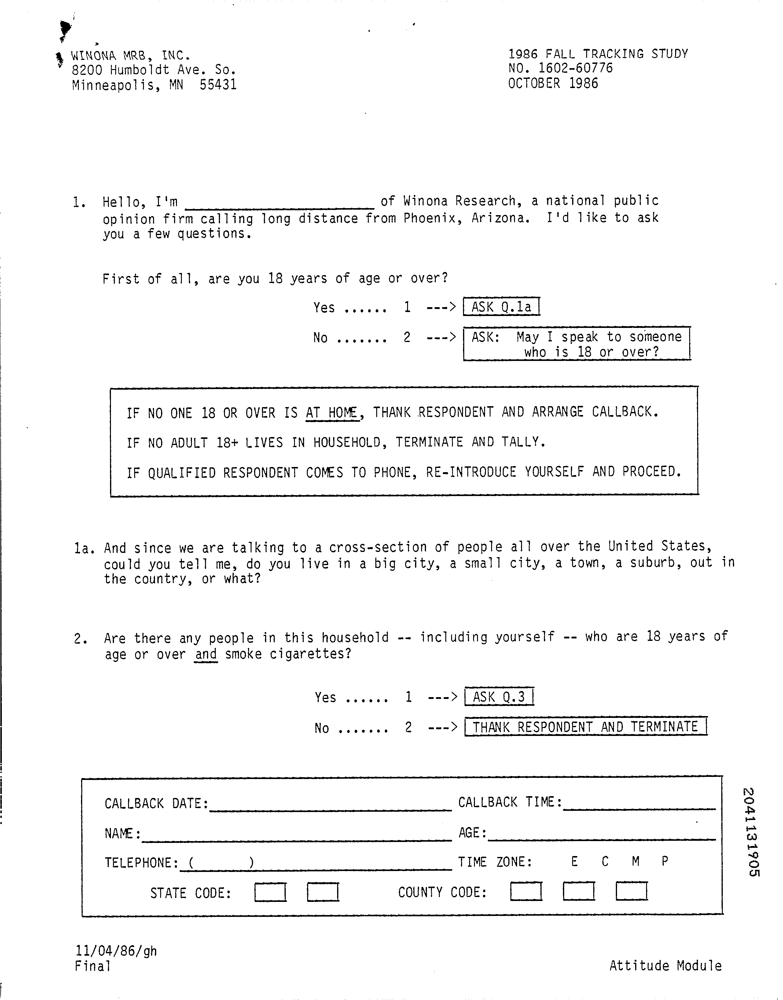 WINONA MRB, INC.
8200 Humboldt Ave. So.
Minneapolis, MN 55431
1986 FALL TRACKING STUDY
NO. 1602-60776
OCTOBER 1986
1. Hello, I'm ____________________ of Winona Research, a national public
opinion firm calling long distance from Phoenix, Arizona. I'd like to ask
you a few questions.
First of all, are you 18 years of age or over?
Yes ...... 1 ---> ASK Q.1a
No ....... 2 ---> ASK: May I speak to someone
who is 18 or over?
IF NO ONE 18 OR OVER IS AT HOME, THANK RESPONDENT AND ARRANGE CALLBACK.
IF NO ADULT 18+ LIVES IN HOUSEHOLD, TERMINATE AND TALLY.
IF QUALIFIED RESPONDENT COMES TO PHONE, RE-INTRODUCE YOURSELF AND PROCEED.
1a. And since we are talking to a cross-section of people all over the United States,
could you tell me, do you live in a big city, a small city, a town, a suburb, out in
the country, or what?
2. Are there any people in this household -- including yourself -- who are 18 years of
age or over and smoke cigarettes?
Yes ...... 1 ---> ASK Q.3
No ....... 2 ---> THANK RESPONDENT AND TERMINATE
CALLBACK DATE:____________________ CALLBACK TIME:____________________
NAME:____________________ AGE:____________________
TELEPHONE: ( ) ____________________ TIME ZONE: E C M P
STATE CODE: COUNTY CODE:
2041131905
11/04/86/gh
Final
Attitude Module